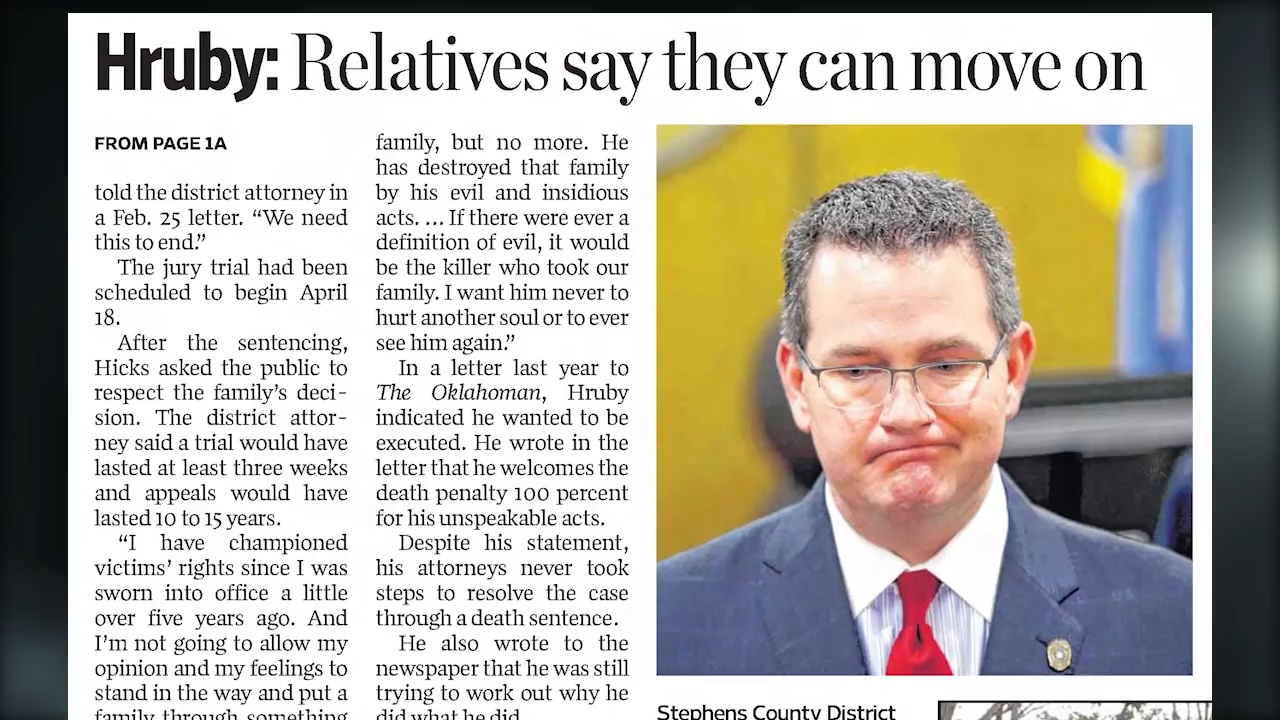 Hruby: Relatives say they can move on
FROM PAGE 1A
told the district attorney in
a Feb. 25 letter. “We need
this to end.”
The jury trial had been
scheduled to begin April
18.
After the sentencing,
Hicks asked the public to
respect the family’s deci-
sion. The district attor-
ney said a trial would have
lasted at least three weeks
and appeals would have
lasted 10 to 15 years.
“I have championed
victims’ rights since I was
sworn into office a little
over five years ago. And
I’m not going to allow my
opinion and my feelings to
stand in the way and put a
family through something
family, but no more. He
has destroyed that family
by his evil and insidious
acts. ... If there were ever a
definition of evil, it would
be the killer who took our
family. I want him never to
hurt another soul or to ever
see him again.”
In a letter last year to
The Oklahoman, Hruby
indicated he wanted to be
executed. He wrote in the
letter that he welcomes the
death penalty 100 percent
for his unspeakable acts.
Despite his statement,
his attorneys never took
steps to resolve the case
through a death sentence.
He also wrote to the
newspaper that he was still
trying to work out why he
did what he did.
Stephens County District